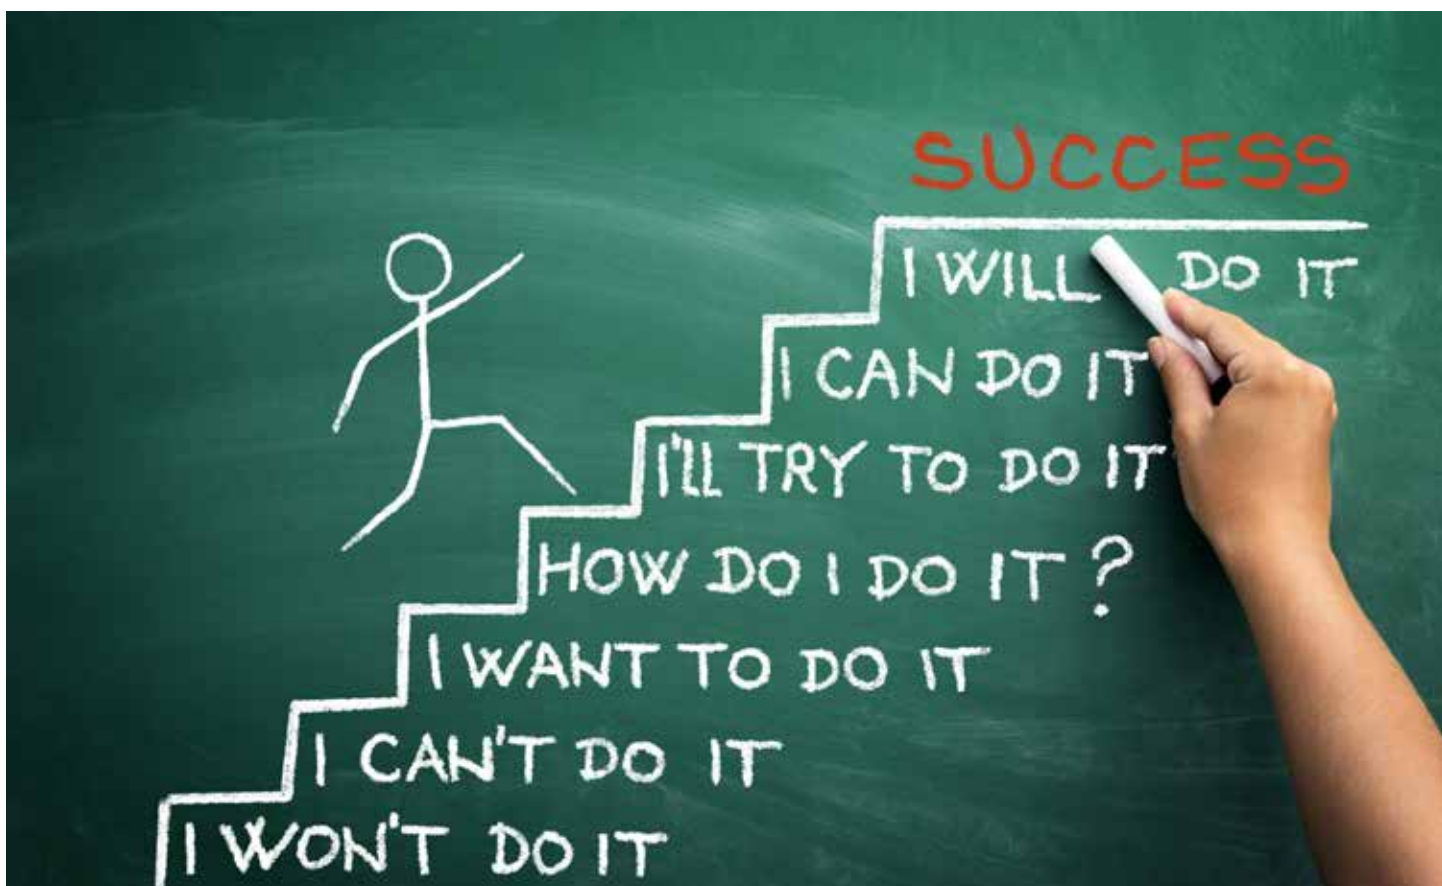 SUCCESS
I WILL DO IT
I CAN DO IT
I'LL TRY TO DO IT
HOW DO I DO IT ?
I WANT TO DO IT
I CAN'T DO IT
I WON'T DO IT